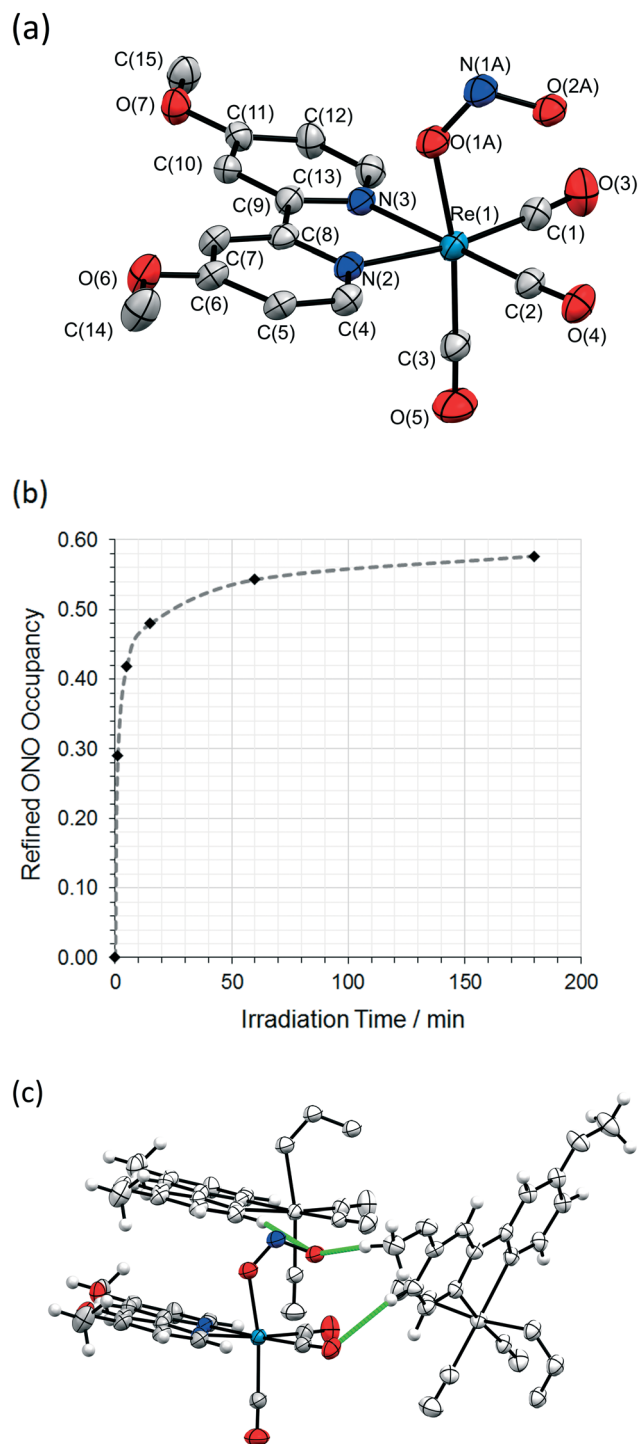 (a)
C(15)
N(1A)
O(2A)
O(7)
C(11)
C(12)
O(1A)
C(10)
C(13)
O(3)
C(9)
N(3)
Re(1)
C(8)
C(1)
O(6)
C(7)
N(2)
C(6)
C(2)
C(14)
C(5)
C(4)
O(4)
C(3)
O(5)
(b)
0.60
0.50
0.40
0.30
0.20
0.10
0.00
Refined ONO Occupancy
0 50 100 150 200
Irradiation Time / min
(c)